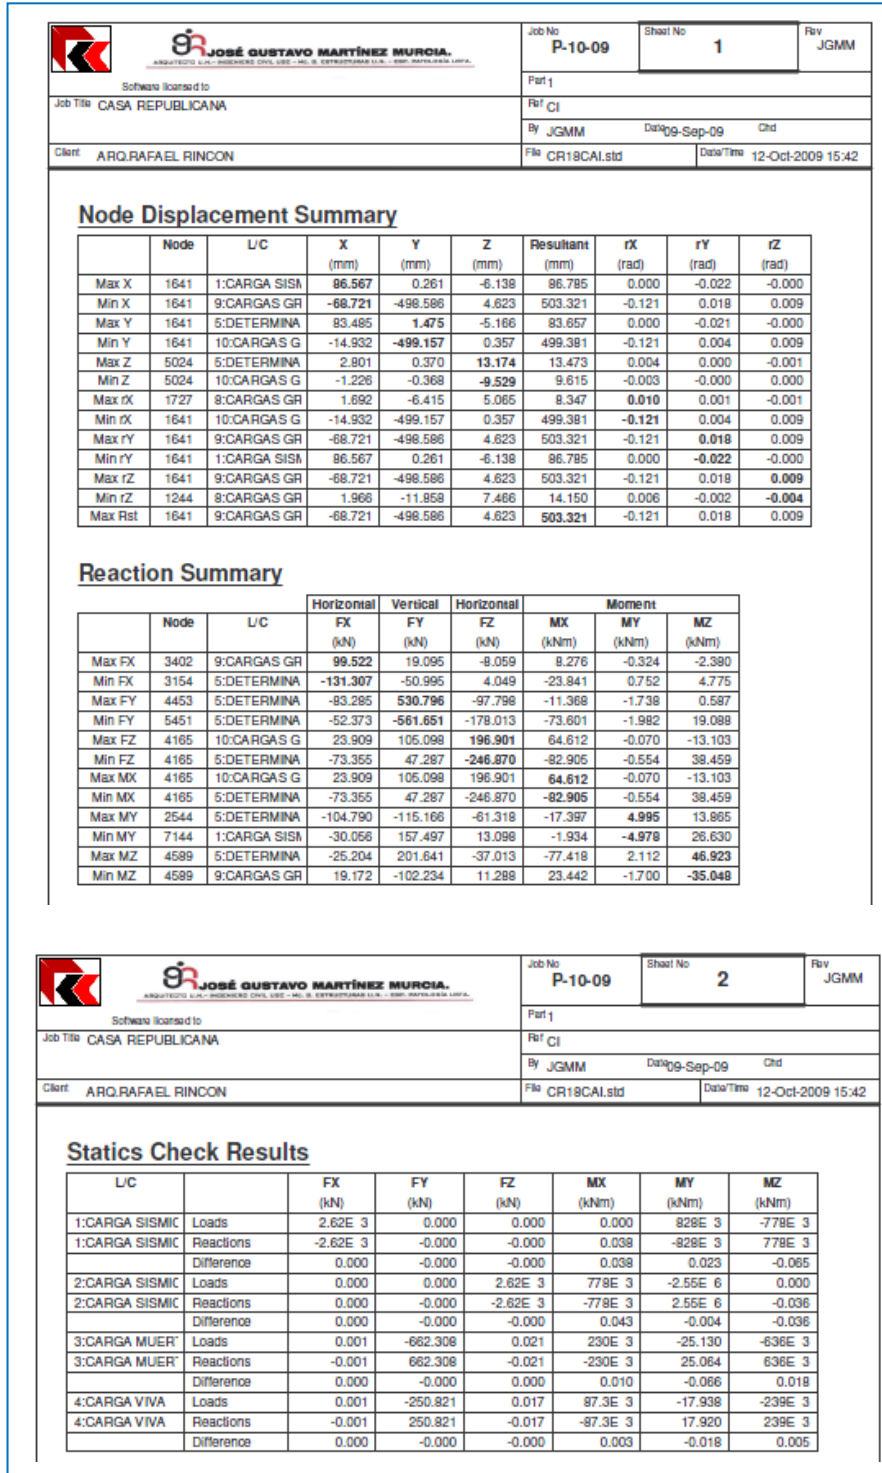 JOSÉ GUSTAVO MARTÍNEZ MURCIA.
Software licensed to
Job No P-10-09
Sheet No 1
Rev JGMM
Part 1
Job Title CASA REPUBLICANA
Ref CI
By JGMM Date 09-Sep-09 Chd
Client ARQ.RAFAEL RINCON
File CR18CAI.std Date/Time 12-Oct-2009 15:42
Node Displacement Summary
Node L/C X Y Z Resultant rX rY rZ
(mm) (mm) (mm) (mm) (rad) (rad) (rad)
Max X 1641 1:CARGA SISM 86.567 0.261 -6.138 86.785 0.000 -0.022 -0.000
Min X 1641 9:CARGAS GR -68.721 -498.586 4.623 503.321 -0.121 0.018 0.009
Max Y 1641 5:DETERMINA 83.485 1.475 -5.166 83.657 0.000 -0.021 -0.000
Min Y 1641 10:CARGAS G -14.932 -499.157 0.357 499.381 -0.121 0.004 0.009
Max Z 5024 6:DETERMINA 2.801 0.370 13.174 13.473 0.004 0.000 -0.001
Min Z 5024 10:CARGAS G -1.226 -0.368 -9.529 9.615 -0.003 -0.000 0.000
Max rX 1727 8:CARGAS GR 1.692 -6.415 5.065 8.347 0.010 0.001 -0.001
Min rX 1641 10:CARGAS G -14.932 -499.157 0.357 499.381 -0.121 0.004 0.009
Max rY 1641 9:CARGAS GR -68.721 -498.586 4.623 503.321 -0.121 0.018 0.009
Min rY 1641 1:CARGA SISM 86.567 0.261 -6.138 86.785 0.000 -0.022 -0.000
Max rZ 1641 9:CARGAS GR -68.721 -498.586 4.623 503.321 -0.121 0.018 0.009
Min rZ 1244 8:CARGAS GR 1.966 -11.858 7.466 14.150 0.006 -0.002 -0.004
Max Rst 1641 9:CARGAS GR -68.721 -498.586 4.623 503.321 -0.121 0.018 0.009
Reaction Summary
Horizontal Vertical Horizontal Moment
Node L/C FX FY FZ MX MY MZ
(kN) (kN) (kN) (kNm) (kNm) (kNm)
Max FX 3402 9:CARGAS GR 99.522 19.095 -8.059 8.276 -0.324 -2.380
Min FX 3154 5:DETERMINA -131.307 -50.995 4.049 -23.841 0.752 4.775
Max FY 4453 5:DETERMINA -83.285 530.796 -97.798 -11.368 -1.738 0.587
Min FY 5451 5:DETERMINA -52.373 -561.651 -178.013 -73.601 -1.982 19.088
Max FZ 4165 10:CARGAS G 23.909 105.098 196.901 64.612 -0.070 -13.103
Min FZ 4165 5:DETERMINA -73.355 47.287 -246.870 -82.905 -0.554 38.459
Max MX 4165 10:CARGAS G 23.909 105.098 196.901 64.612 -0.070 -13.103
Min MX 4165 5:DETERMINA -73.355 47.287 -246.870 -82.905 -0.554 38.459
Max MY 2544 5:DETERMINA -104.790 -115.166 -61.318 -17.397 4.995 13.865
Min MY 7144 1:CARGA SISM -30.056 157.497 13.098 -1.934 -4.978 26.630
Max MZ 4589 5:DETERMINA -25.204 201.641 -37.013 -77.418 2.112 46.923
Min MZ 4589 9:CARGAS GR 19.172 -102.234 11.288 23.442 -1.700 -35.048
JOSÉ GUSTAVO MARTÍNEZ MURCIA.
Software licensed to
Job No P-10-09
Sheet No 2
Rev JGMM
Part 1
Job Title CASA REPUBLICANA
Ref CI
By JGMM Date 09-Sep-09 Chd
Client ARQ.RAFAEL RINCON
File CR18CAI.std Date/Time 12-Oct-2009 15:42
Statics Check Results
L/C FX FY FZ MX MY MZ
(kN) (kN) (kN) (kNm) (kNm) (kNm)
1:CARGA SISMIC Loads 2.62E 3 0.000 0.000 0.000 828E 3 -778E 3
1:CARGA SISMIC Reactions -2.62E 3 -0.000 -0.000 0.038 -828E 3 778E 3
Difference 0.000 -0.000 -0.000 0.038 0.023 -0.065
2:CARGA SISMIC Loads 0.000 0.000 2.62E 3 778E 3 -2.55E 6 0.000
2:CARGA SISMIC Reactions 0.000 -0.000 -2.62E 3 -778E 3 2.55E 6 -0.036
Difference 0.000 -0.000 -0.000 0.043 -0.004 -0.036
3:CARGA MUERT Loads 0.001 -662.308 0.021 230E 3 -25.130 -636E 3
3:CARGA MUERT Reactions -0.001 662.308 -0.021 -230E 3 25.064 636E 3
Difference 0.000 -0.000 -0.000 0.010 -0.066 0.018
4:CARGA VIVA Loads 0.001 -250.821 0.017 87.3E 3 -17.938 -239E 3
4:CARGA VIVA Reactions -0.001 250.821 -0.017 -87.3E 3 17.920 239E 3
Difference 0.000 -0.000 -0.000 0.003 -0.018 0.005